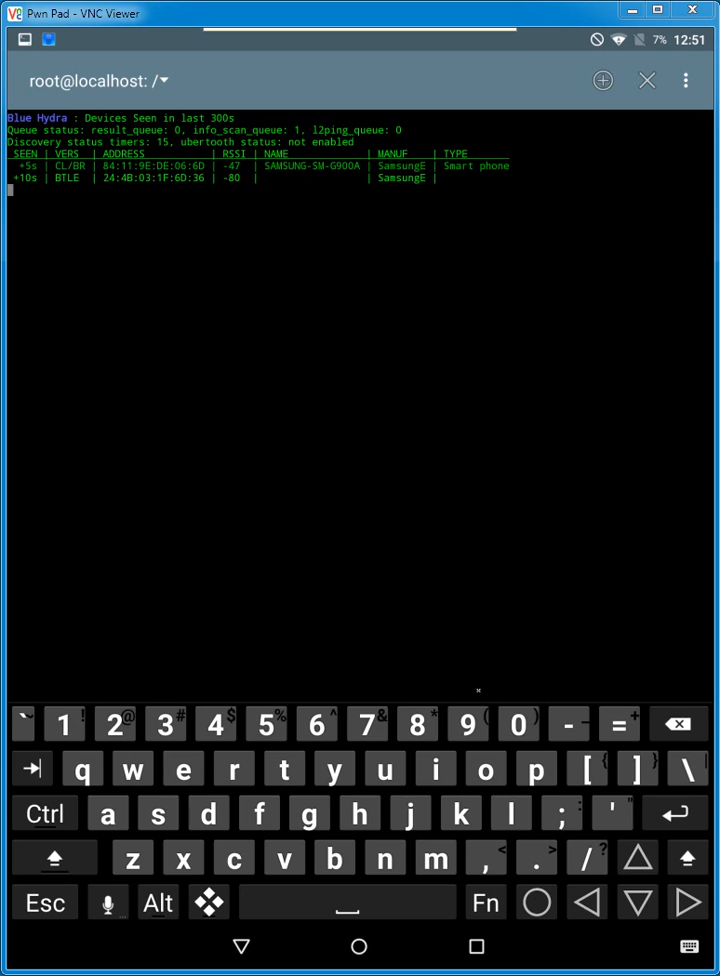 Pwn Pad - VNC Viewer
7% 12:51
root@localhost: /
Blue Hydra : Devices Seen in last 300s
Queue status: result_queue: 0, info_scan_queue: 1, l2ping_queue: 0
Discovery status timers: 15, ubertooth status: not enabled
SEEN | VERS | ADDRESS | RSSI | NAME | MANUF | TYPE
+5s | CL/BR | 84:11:9E:DE:06:6D | -47 | SAMSUNG-SM-G900A | SamsungE | Smart phone
+10s | BTLE | 24:4B:03:1F:6D:36 | -80 | | SamsungE |
` ~ 1 ! 2 @ 3 # 4 $ 5 % 6 ^ 7 & 8 * 9 ( 0 ) - _ = +
q w e r t y u i o p [ { ] } \ |
Ctrl a s d f g h j k l ; : ' "
z x c v b n m , < . > / ?
Esc Alt Fn